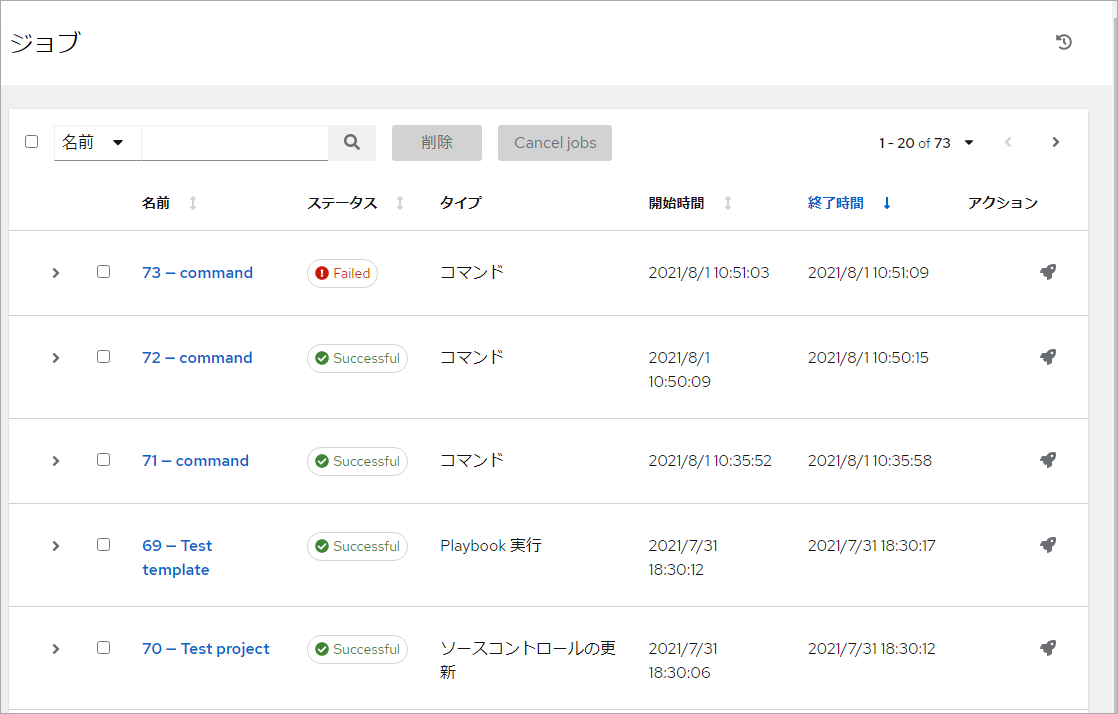 ジョブ
名前 削除 Cancel jobs 1 - 20 of 73
名前 ステータス タイプ 開始時間 終了時間 アクション
73 – command Failed コマンド 2021/8/1 10:51:03 2021/8/1 10:51:09
72 – command Successful コマンド 2021/8/1 2021/8/1 10:50:15
10:50:09
71 – command Successful コマンド 2021/8/1 10:35:52 2021/8/1 10:35:58
69 – Test Successful Playbook 実行 2021/7/31 2021/7/31 18:30:17
template 18:30:12
70 – Test project Successful ソースコントロールの更 2021/7/31 2021/7/31 18:30:12
新 18:30:06